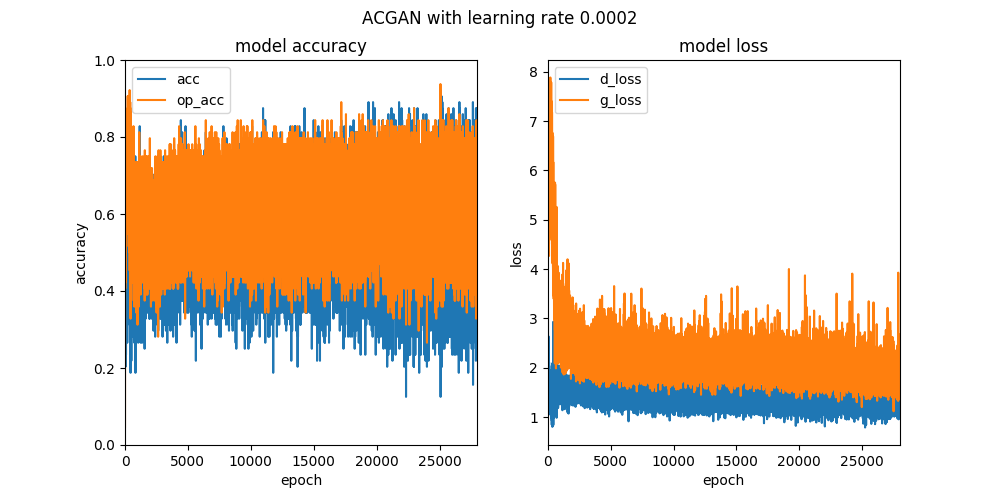 ACGAN with learning rate 0.0002
model accuracy
acc
op_acc
accuracy
1.0
0.8
0.6
0.4
0.2
0.0
0 5000 10000 15000 20000 25000
epoch
model loss
d_loss
g_loss
loss
8
7
6
5
4
3
2
1
0 5000 10000 15000 20000 25000
epoch